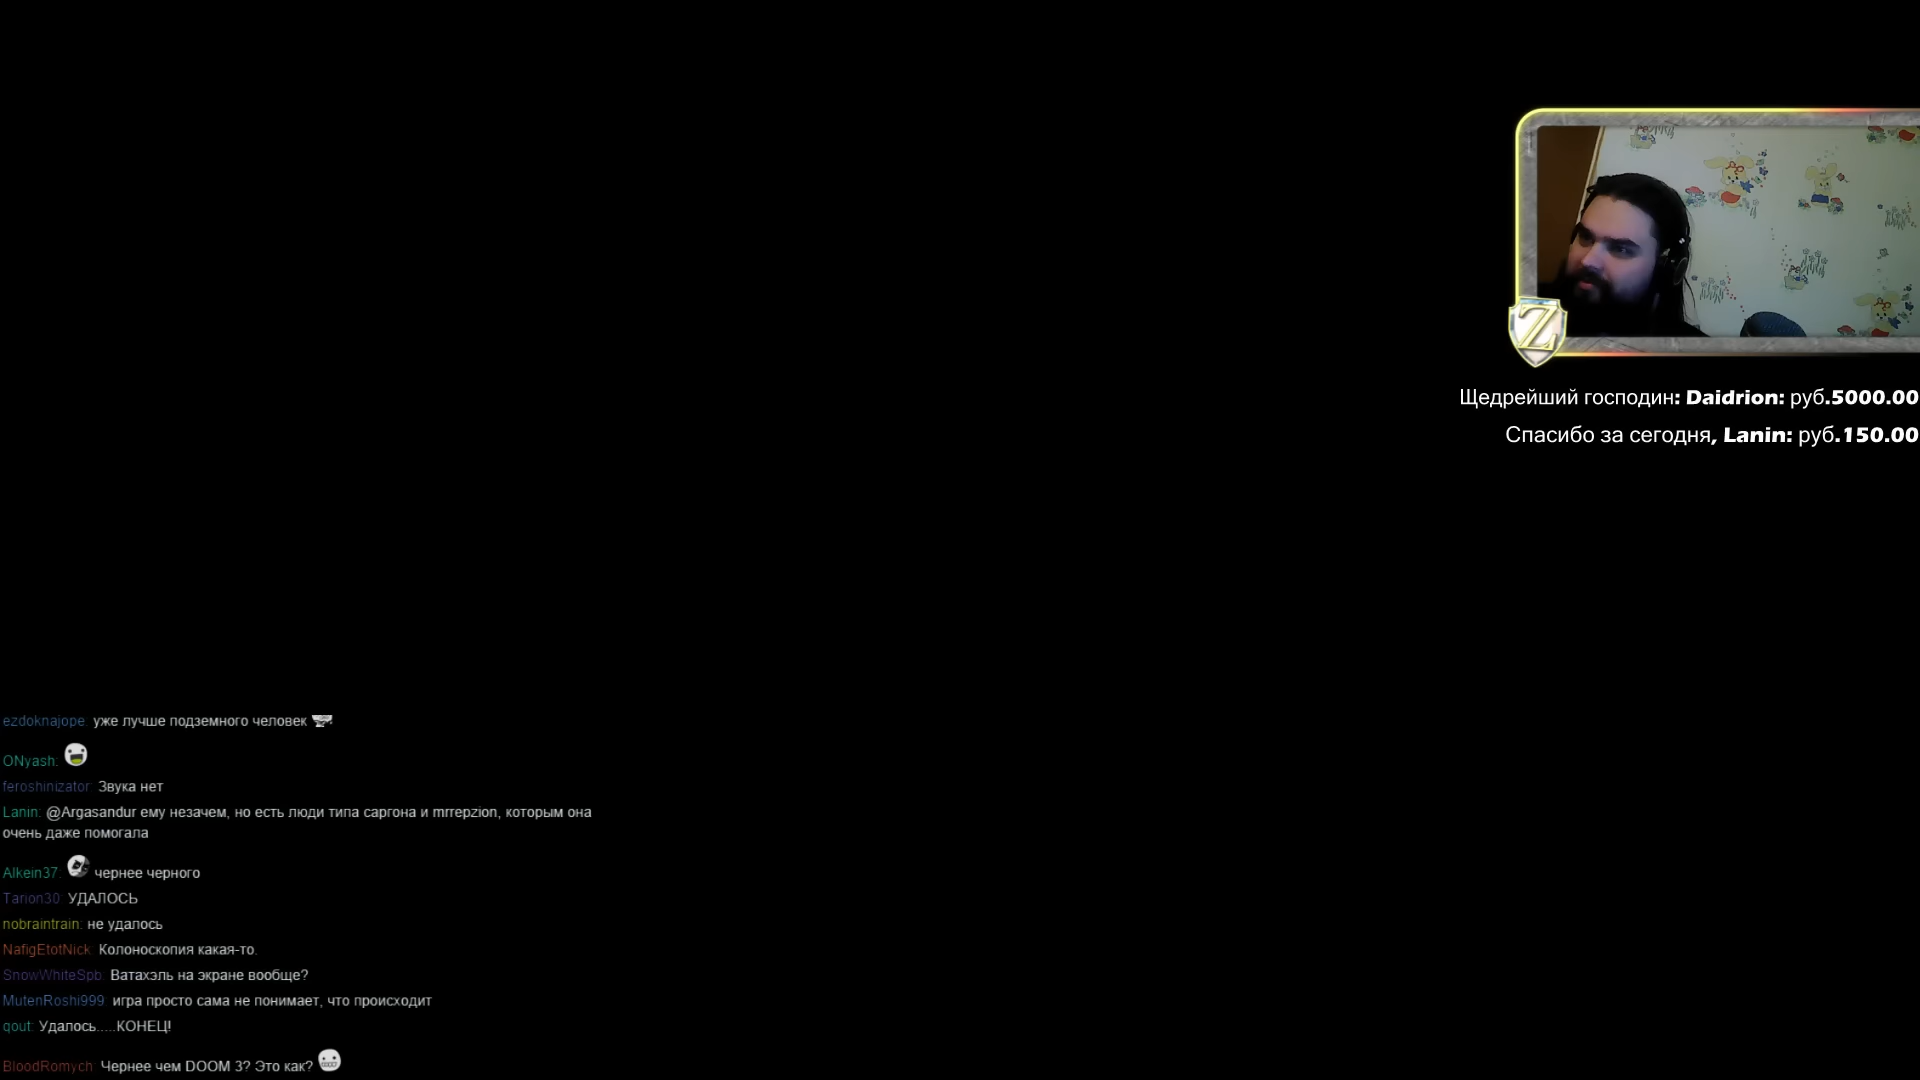 Z
Щедрейший господин: Daidrion: руб.5000.00
Спасибо за сегодня, Lanin: руб.150.00
ezdoknajope: уже лучше подземного человек
ONyash:
feroshinizator: Звука нет
Lanin: @Argasandur ему незачем, но есть люди типа саргона и mrrepzion, которым она
очень даже помогала
Alkein37: чернее черного
Tarion30: УДАЛОСЬ
nobraintrain: не удалось
NafigEtotNick: Колоноскопия какая-то.
SnowWhiteSpb: Ватахэль на экране вообще?
MutenRoshi999: игра просто сама не понимает, что происходит
qout: Удалось.....КОНЕЦ!
BloodRomych: Чернее чем DOOM 3? Это как?